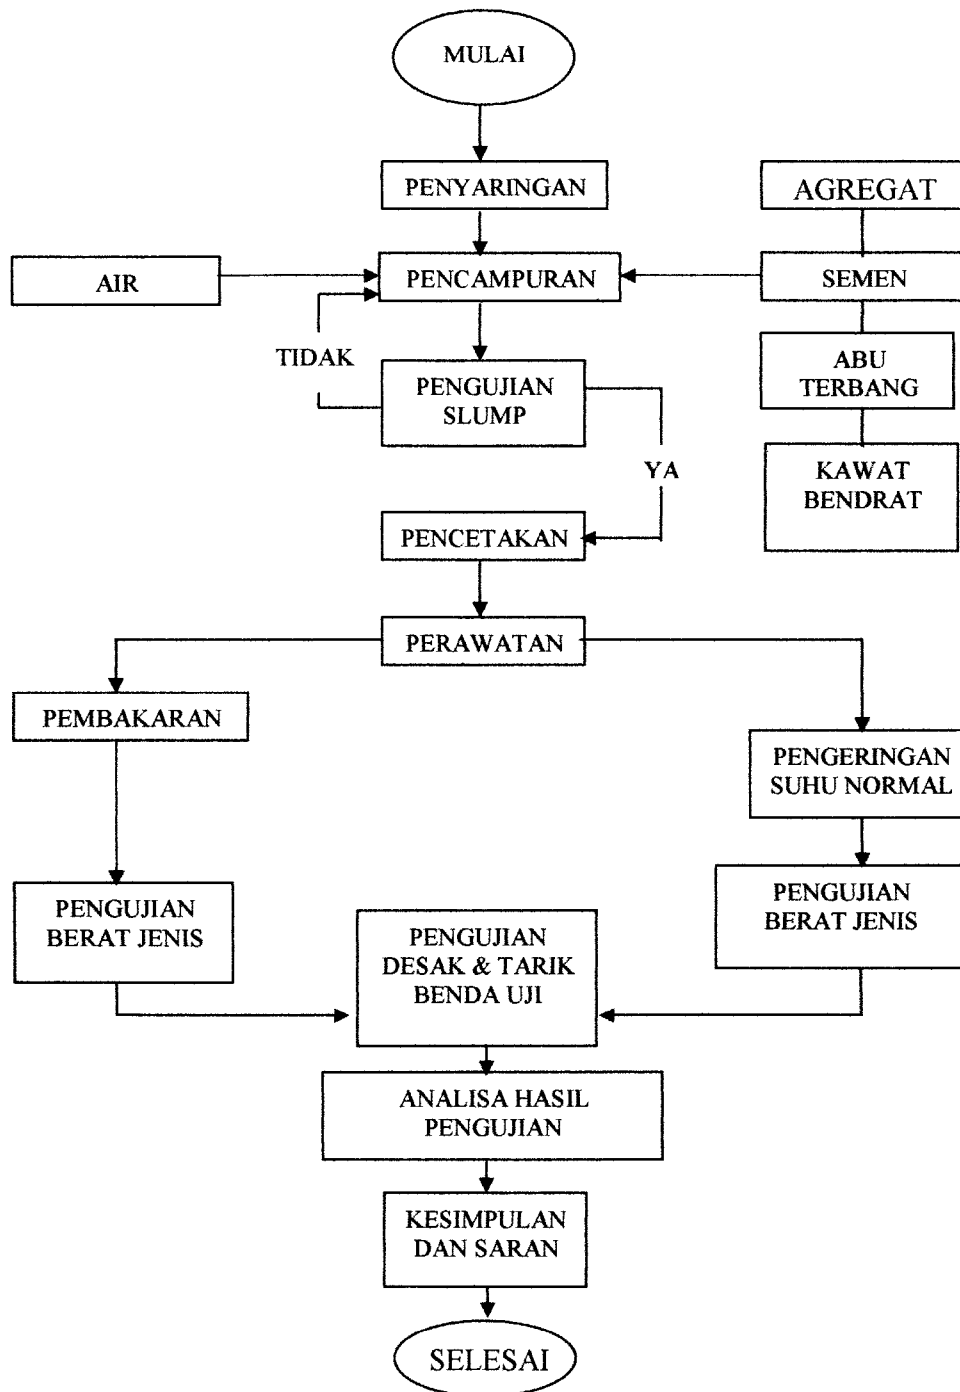 MULAI
PENYARINGAN
AGREGAT
AIR
PENCAMPURAN
SEMEN
TIDAK
PENGUJIAN
SLUMP
ABU
TERBANG
YA
KAWAT
BENDRAT
PENCETAKAN
PERAWATAN
PEMBAKARAN
PENGERINGAN
SUHU NORMAL
PENGUJIAN
BERAT JENIS
PENGUJIAN
DESAK & TARIK
BENDA UJI
PENGUJIAN
BERAT JENIS
ANALISA HASIL
PENGUJIAN
KESIMPULAN
DAN SARAN
SELESAI